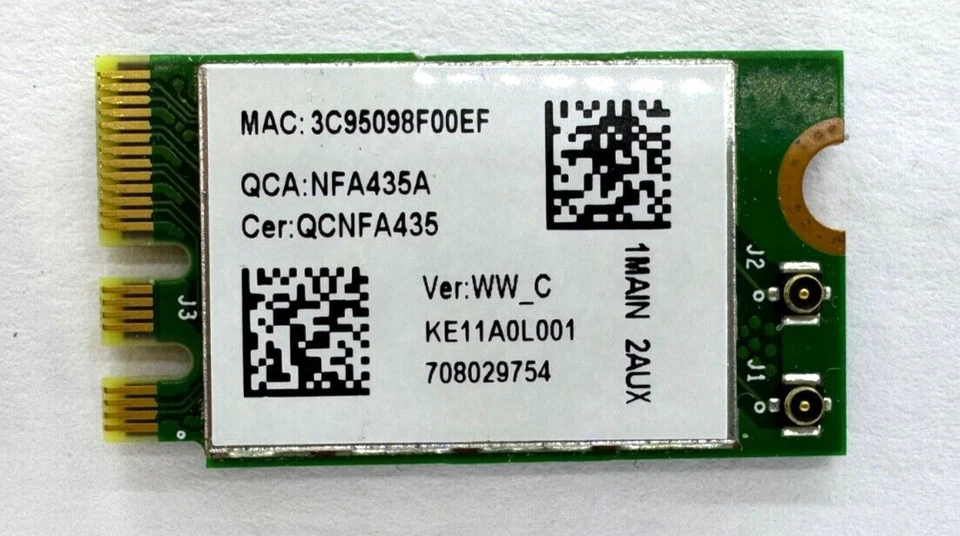 MAC: 3C95098F00EF
QCA:NFA435A
Cer:QCNFA435
Ver:WW_C
KE11A0L001
708029754
1MAIN 2AUX
J2
J1
J3